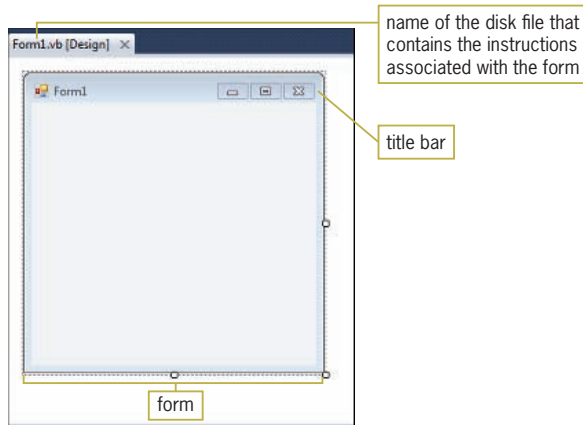 name of the disk file that
contains the instructions
associated with the form
Form1.vb [Design]
Form1
title bar
form